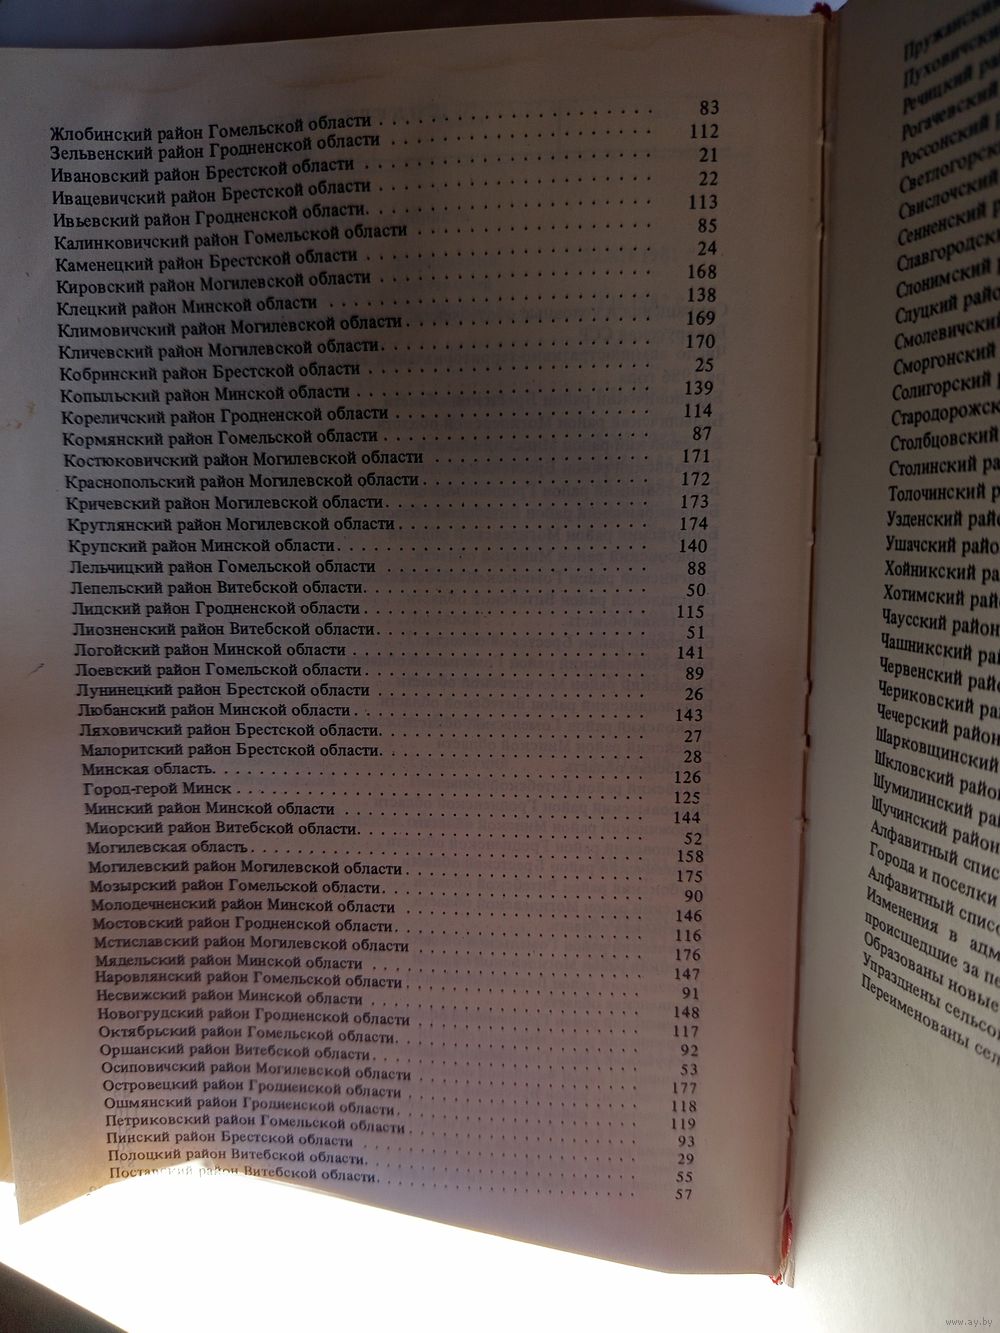 Жлобинский район Гомельской области . . . . . . . . . . . . . . . . . . . . . . 83
Зельвенский район Гродненской области . . . . . . . . . . . . . . . . . . . . . 112
Ивановский район Брестской области . . . . . . . . . . . . . . . . . . . . . . . 21
Ивацевичский район Брестской области . . . . . . . . . . . . . . . . . . . . . . 22
Ивьевский район Гродненской области. . . . . . . . . . . . . . . . . . . . . . . 113
Калинковичский район Гомельской области . . . . . . . . . . . . . . . . . . . 85
Каменецкий район Брестской области . . . . . . . . . . . . . . . . . . . . . . . 24
Кировский район Могилевской области . . . . . . . . . . . . . . . . . . . . . . 168
Клецкий район Минской области . . . . . . . . . . . . . . . . . . . . . . . . . . 138
Климовичский район Могилевской области . . . . . . . . . . . . . . . . . . . . 169
Кличевский район Могилевской области. . . . . . . . . . . . . . . . . . . . . . 170
Кобринский район Брестской области . . . . . . . . . . . . . . . . . . . . . . . 25
Копыльский район Минской области . . . . . . . . . . . . . . . . . . . . . . . . 139
Кореличский район Гродненской области . . . . . . . . . . . . . . . . . . . . . 114
Кормянский район Гомельской области . . . . . . . . . . . . . . . . . . . . . . 87
Костюковичский район Могилевской области . . . . . . . . . . . . . . . . . . 171
Краснопольский район Могилевской области . . . . . . . . . . . . . . . . . . . 172
Кричевский район Могилевской области. . . . . . . . . . . . . . . . . . . . . . 173
Круглянский район Могилевской области . . . . . . . . . . . . . . . . . . . . . 174
Крупский район Минской области. . . . . . . . . . . . . . . . . . . . . . . . . . 140
Лельчицкий район Гомельской области . . . . . . . . . . . . . . . . . . . . . . 88
Лепельский район Витебской области. . . . . . . . . . . . . . . . . . . . . . . . 50
Лидский район Гродненской области . . . . . . . . . . . . . . . . . . . . . . . . 115
Лиозненский район Витебской области. . . . . . . . . . . . . . . . . . . . . . . 51
Логойский район Минской области . . . . . . . . . . . . . . . . . . . . . . . . . 141
Лоевский район Гомельской области . . . . . . . . . . . . . . . . . . . . . . . . 89
Лунинецкий район Брестской области . . . . . . . . . . . . . . . . . . . . . . . 26
Любанский район Минской области . . . . . . . . . . . . . . . . . . . . . . . . . 143
Ляховичский район Брестской области. . . . . . . . . . . . . . . . . . . . . . . 27
Малоритский район Брестской области. . . . . . . . . . . . . . . . . . . . . . . 28
Минская область. . . . . . . . . . . . . . . . . . . . . . . . . . . . . . . . . . . 126
Город-герой Минск . . . . . . . . . . . . . . . . . . . . . . . . . . . . . . . . . . 125
Минский район Минской области . . . . . . . . . . . . . . . . . . . . . . . . . . 144
Миорский район Витебской области. . . . . . . . . . . . . . . . . . . . . . . . . 52
Могилевская область. . . . . . . . . . . . . . . . . . . . . . . . . . . . . . . . . 158
Могилевский район Могилевской области . . . . . . . . . . . . . . . . . . . . . 175
Мозырский район Гомельской области. . . . . . . . . . . . . . . . . . . . . . . 90
Молодечненский район Минской области . . . . . . . . . . . . . . . . . . . . . 146
Мостовский район Гродненской области. . . . . . . . . . . . . . . . . . . . . . 116
Мстиславский район Могилевской области . . . . . . . . . . . . . . . . . . . . 176
Мядельский район Минской области . . . . . . . . . . . . . . . . . . . . . . . . 147
Наровлянский район Гомельской области . . . . . . . . . . . . . . . . . . . . . 91
Несвижский район Минской области . . . . . . . . . . . . . . . . . . . . . . . . 148
Новогрудский район Гродненской области . . . . . . . . . . . . . . . . . . . . 117
Октябрьский район Гомельской области. . . . . . . . . . . . . . . . . . . . . . 92
Оршанский район Витебской области. . . . . . . . . . . . . . . . . . . . . . . . 53
Осиповичский район Могилевской области . . . . . . . . . . . . . . . . . . . . 177
Островецкий район Гродненской области . . . . . . . . . . . . . . . . . . . . . 118
Ошмянский район Гродненской области. . . . . . . . . . . . . . . . . . . . . . 119
Петриковский район Гомельской области . . . . . . . . . . . . . . . . . . . . . 93
Пинский район Брестской области . . . . . . . . . . . . . . . . . . . . . . . . . 29
Полоцкий район Витебской области. . . . . . . . . . . . . . . . . . . . . . . . . 55
Поставский район Витебской области. . . . . . . . . . . . . . . . . . . . . . . . 57
Пружанский
Пуховичский
Речицкий ра
Рогачевский
Россонский р
Светлогорск
Свислочский
Сенненский р
Славгородск
Слонимский р
Слуцкий райо
Смолевичский
Сморгонский
Солигорский р
Стародорожск
Столбцовский
Столинский ра
Толочинский р
Узденский рай
Ушачский райо
Хойникский ра
Хотимский рай
Чаусский район
Чашникский ра
Червенский рай
Чериковский ра
Чечерский район
Шарковщинский
Шкловский район
Шумилинский ра
Щучинский район
Алфавитный спис
Города и поселки
Алфавитный списо
Изменения в адм
происшедшие за пе
Образованы новые
Упразднены сельсо
Переименованы сел
www.ay.by